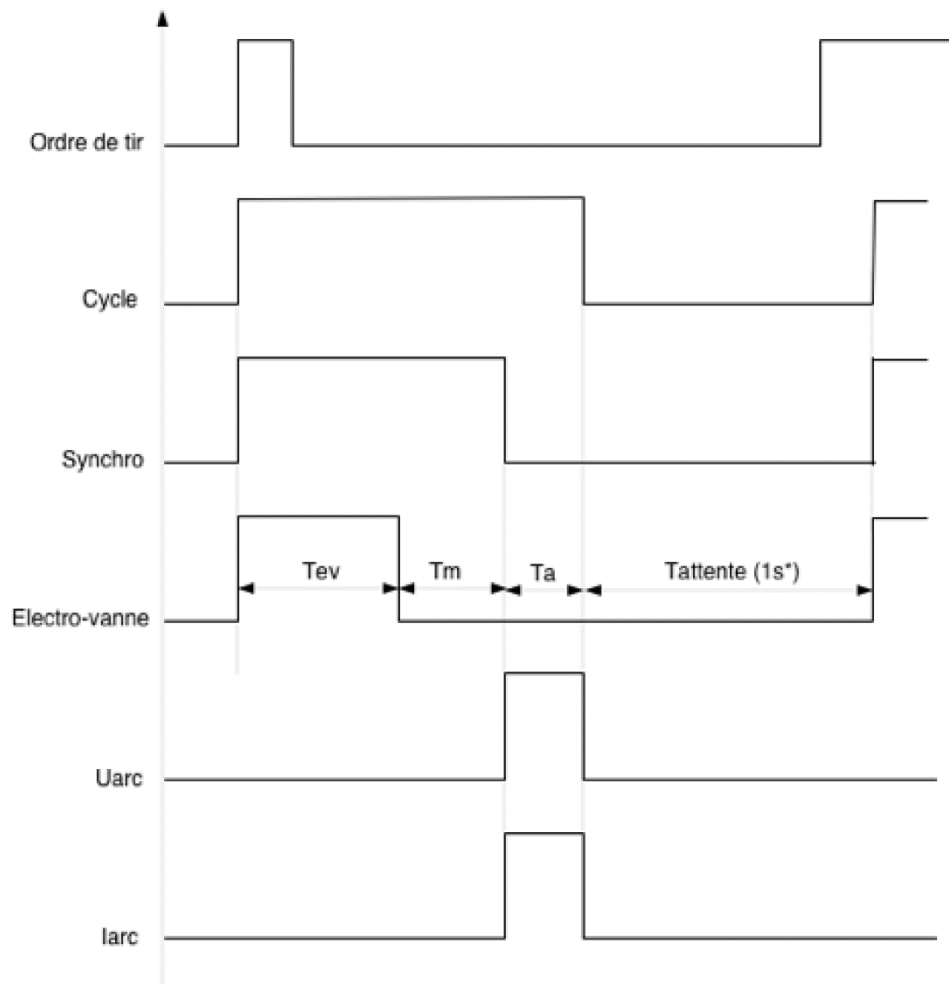 Ordre de tir
Cycle
Synchro
Tev
Tm
Ta
Tattente (1s*)
Electro-vanne
Uarc
Iarc